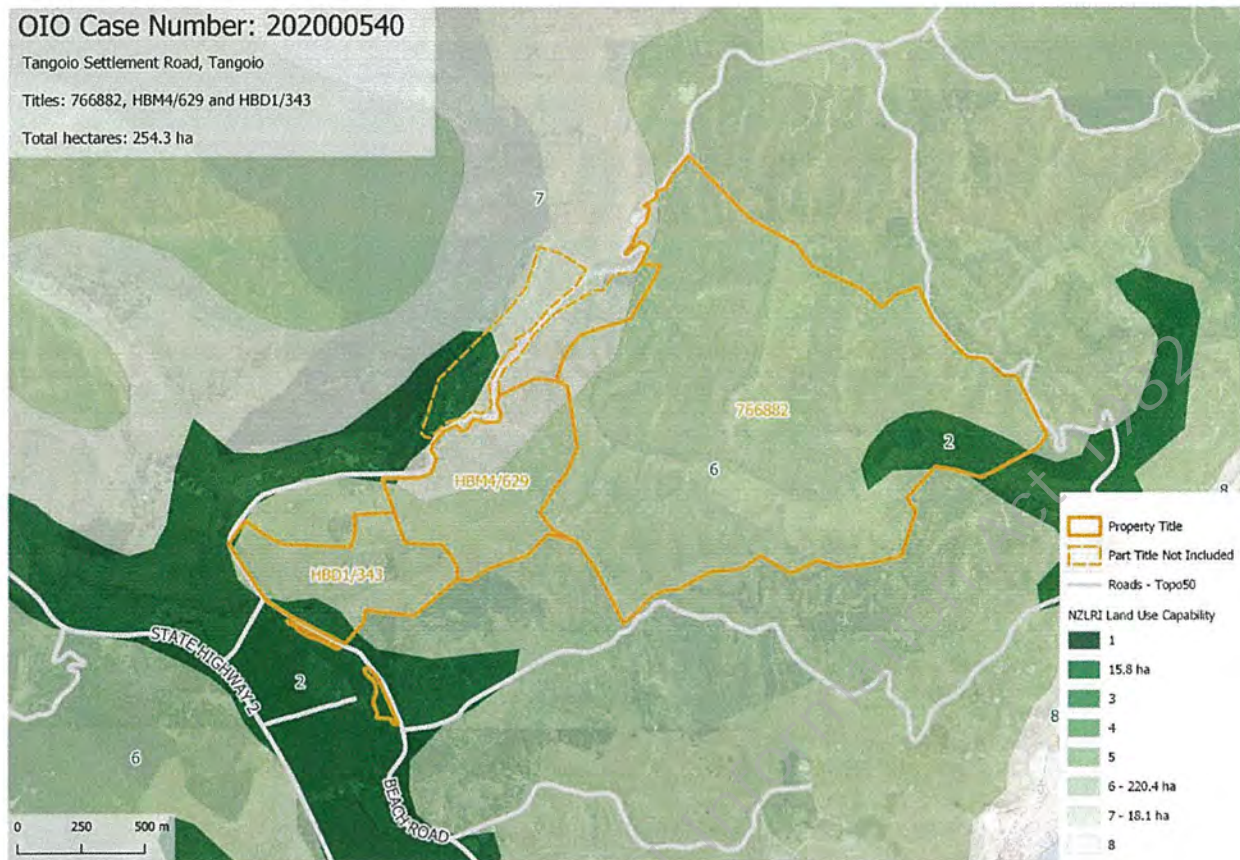 OIO Case Number: 202000540
Tangoio Settlement Road, Tangoio
Titles: 766882, HBM4/629 and HBD1/343
Total hectares: 254.3 ha
7
766882
2
6
HBM4/629
8
HBD1/343
STATE HIGHWAY 2
2
6
BEACH ROAD
8
0 250 500 m
Property Title
Part Title Not Included
Roads - Topo50
NZLRI Land Use Capability
1
15.8 ha
3
4
5
6 - 220.4 ha
7 - 18.1 ha
8
Act 1982